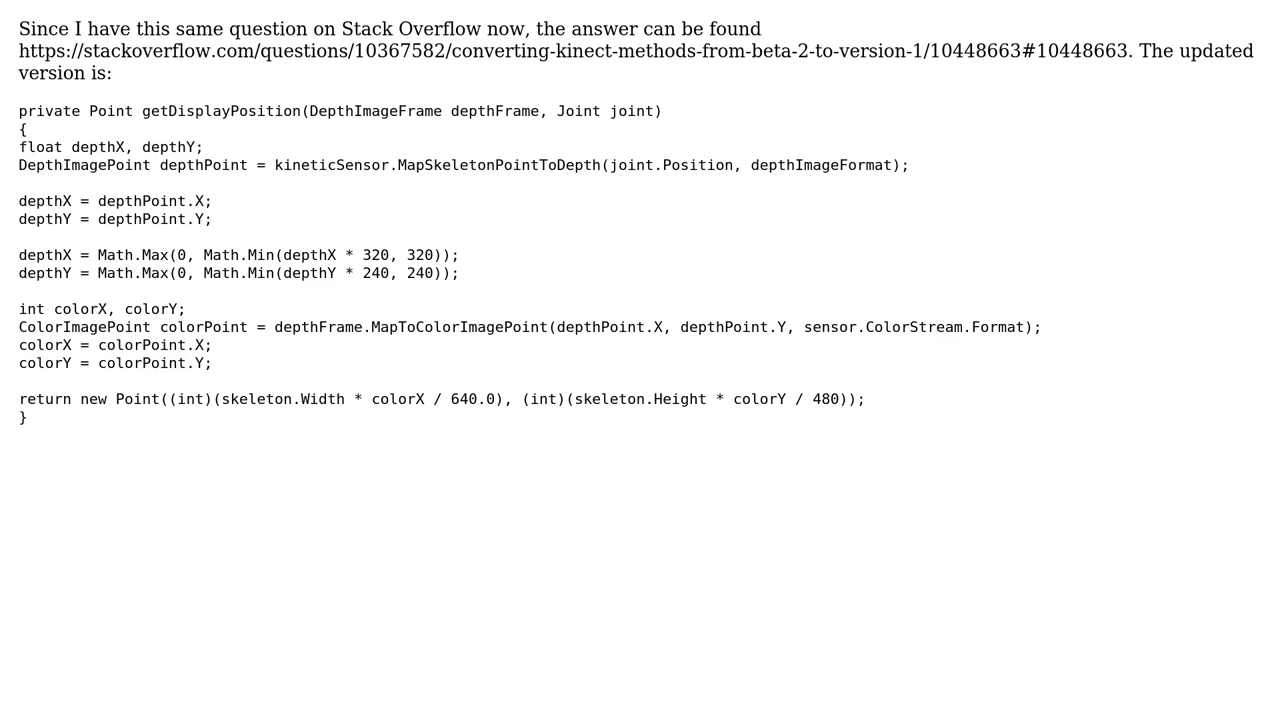 Since I have this same question on Stack Overflow now, the answer can be found
https://stackoverflow.com/questions/10367582/converting-kinect-methods-from-beta-2-to-version-1/10448663#10448663. The updated
version is:
private Point getDisplayPosition(DepthImageFrame depthFrame, Joint joint)
{
float depthX, depthY;
DepthImagePoint depthPoint = kineticSensor.MapSkeletonPointToDepth(joint.Position, depthImageFormat);
depthX = depthPoint.X;
depthY = depthPoint.Y;
depthX = Math.Max(0, Math.Min(depthX * 320, 320));
depthY = Math.Max(0, Math.Min(depthY * 240, 240));
int colorX, colorY;
ColorImagePoint colorPoint = depthFrame.MapToColorImagePoint(depthPoint.X, depthPoint.Y, sensor.ColorStream.Format);
colorX = colorPoint.X;
colorY = colorPoint.Y;
return new Point((int)(skeleton.Width * colorX / 640.0), (int)(skeleton.Height * colorY / 480));
}